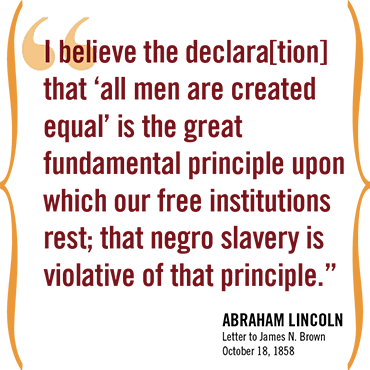 “I believe the declara[tion]
that ‘all men are created
equal’ is the great
fundamental principle upon
which our free institutions
rest; that negro slavery is
violative of that principle.”
ABRAHAM LINCOLN
Letter to James N. Brown
October 18, 1858